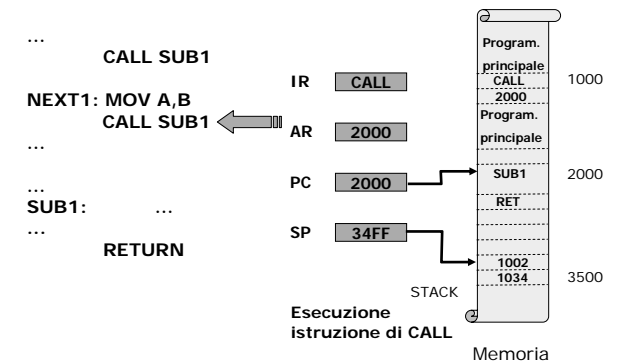 ...
CALL SUB1
NEXT1: MOV A,B
CALL SUB1
...
...
SUB1: ...
...
RETURN
IR CALL
AR 2000
PC 2000
SP 34FF
STACK
Esecuzione
istruzione di CALL
Program.
principale
CALL 1000
2000
Program.
principale
SUB1 2000
RET
1002
1034 3500
Memoria